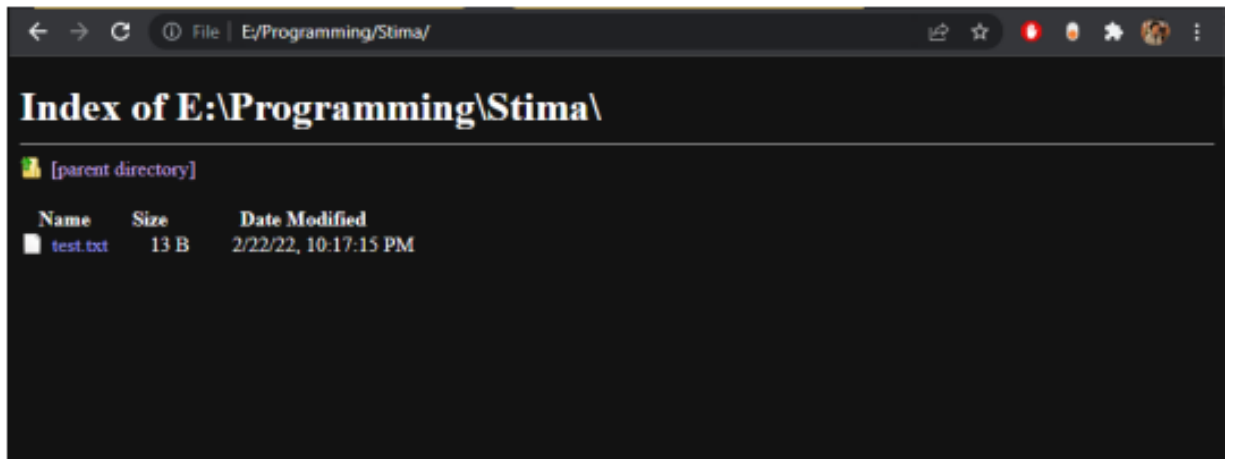 File | E:/Programming/Stima/
Index of E:\Programming\Stima\
[parent directory]
Name Size Date Modified
test.txt 13 B 2/22/22, 10:17:15 PM